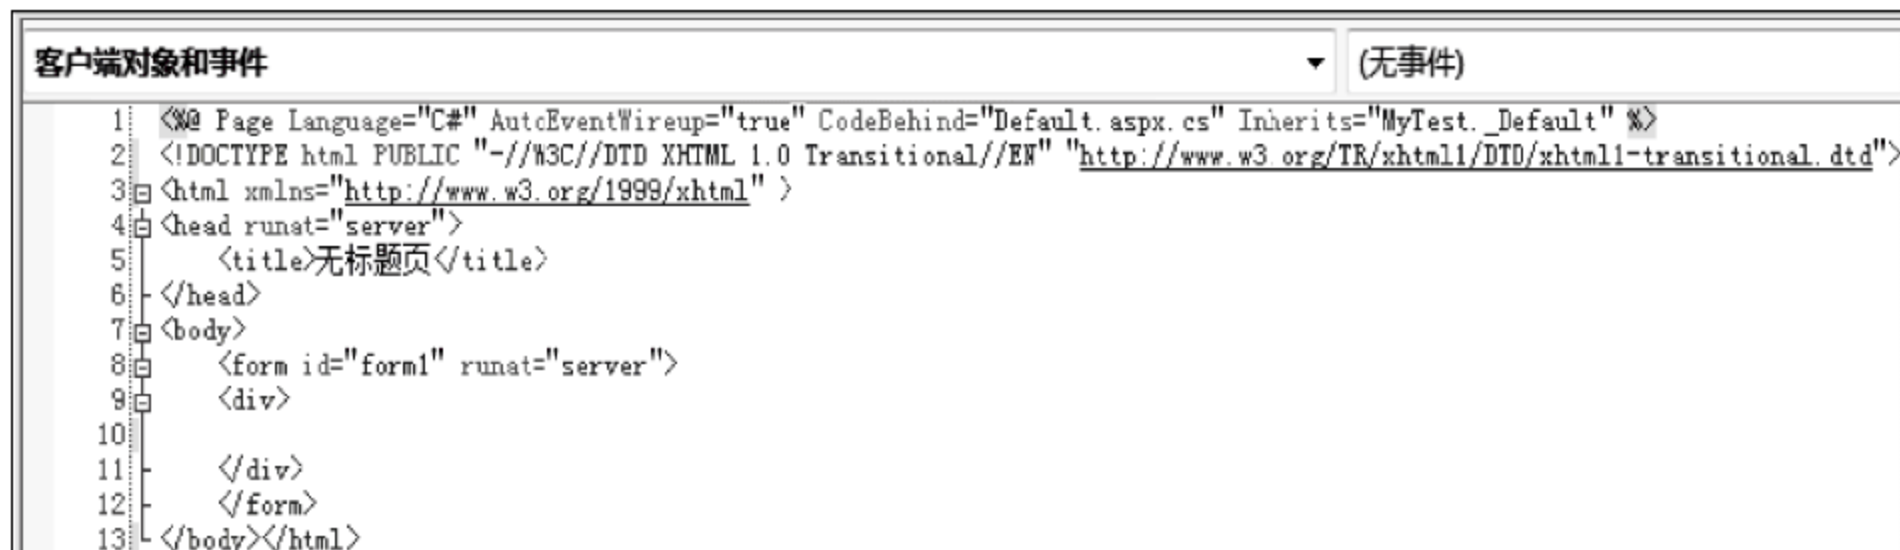 客户端对象和事件 (无事件)
1 <%@ Page Language="C#" AutoEventWireup="true" CodeBehind="Default.aspx.cs" Inherits="MyTest._Default" %>
2 <!DOCTYPE html PUBLIC "-//W3C//DTD XHTML 1.0 Transitional//EN" "http://www.w3.org/TR/xhtml1/DTD/xhtml1-transitional.dtd">
3 <html xmlns="http://www.w3.org/1999/xhtml" >
4 <head runat="server">
5 <title>无标题页</title>
6 </head>
7 <body>
8 <form id="form1" runat="server">
9 <div>
10
11 </div>
12 </form>
13 </body></html>